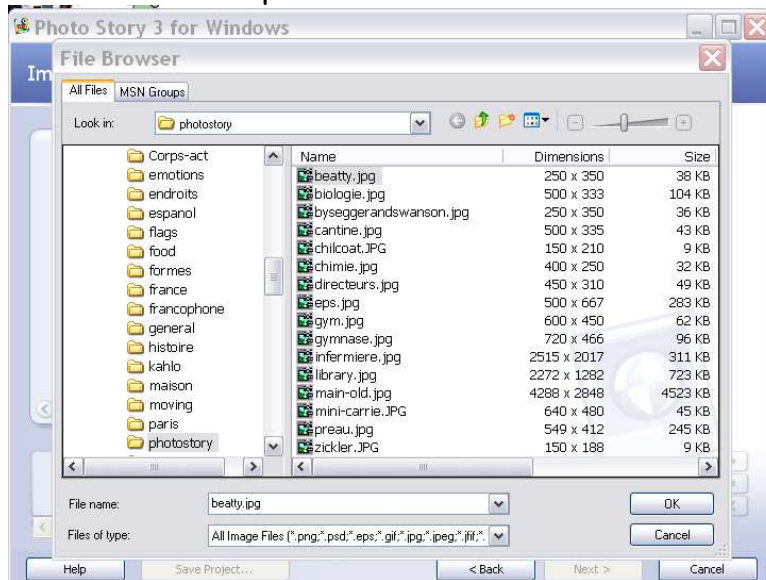 Photo Story 3 for Windows
Im
File Browser
All Files MSN Groups
Look in: photostory
Corps-act
emotions
endroits
espanol
flags
food
formes
france
francophone
general
histoire
kahlo
maison
moving
paris
photostory
Name Dimensions Size
beatty.jpg 250 x 350 38 KB
biologie.jpg 500 x 333 104 KB
byseggerandswanson.jpg 250 x 350 36 KB
cantine.jpg 500 x 335 43 KB
chilcoat.JPG 150 x 210 9 KB
chimie.jpg 400 x 250 32 KB
directeurs.jpg 450 x 310 49 KB
eps.jpg 500 x 667 283 KB
gym.jpg 600 x 450 62 KB
gymnase.jpg 720 x 466 96 KB
infermiere.jpg 2515 x 2017 311 KB
library.jpg 2272 x 1282 723 KB
main-old.jpg 4288 x 2848 4523 KB
mini-carrie.JPG 640 x 480 45 KB
preau.jpg 549 x 412 245 KB
zickler.JPG 150 x 188 9 KB
File name: beatty.jpg OK
Files of type: All Image Files (*.png;*.psd;*.eps;*.gif;*.jpg;*.jpeg;*.jfif;*. Cancel
Help Save Project... < Back Next > Cancel